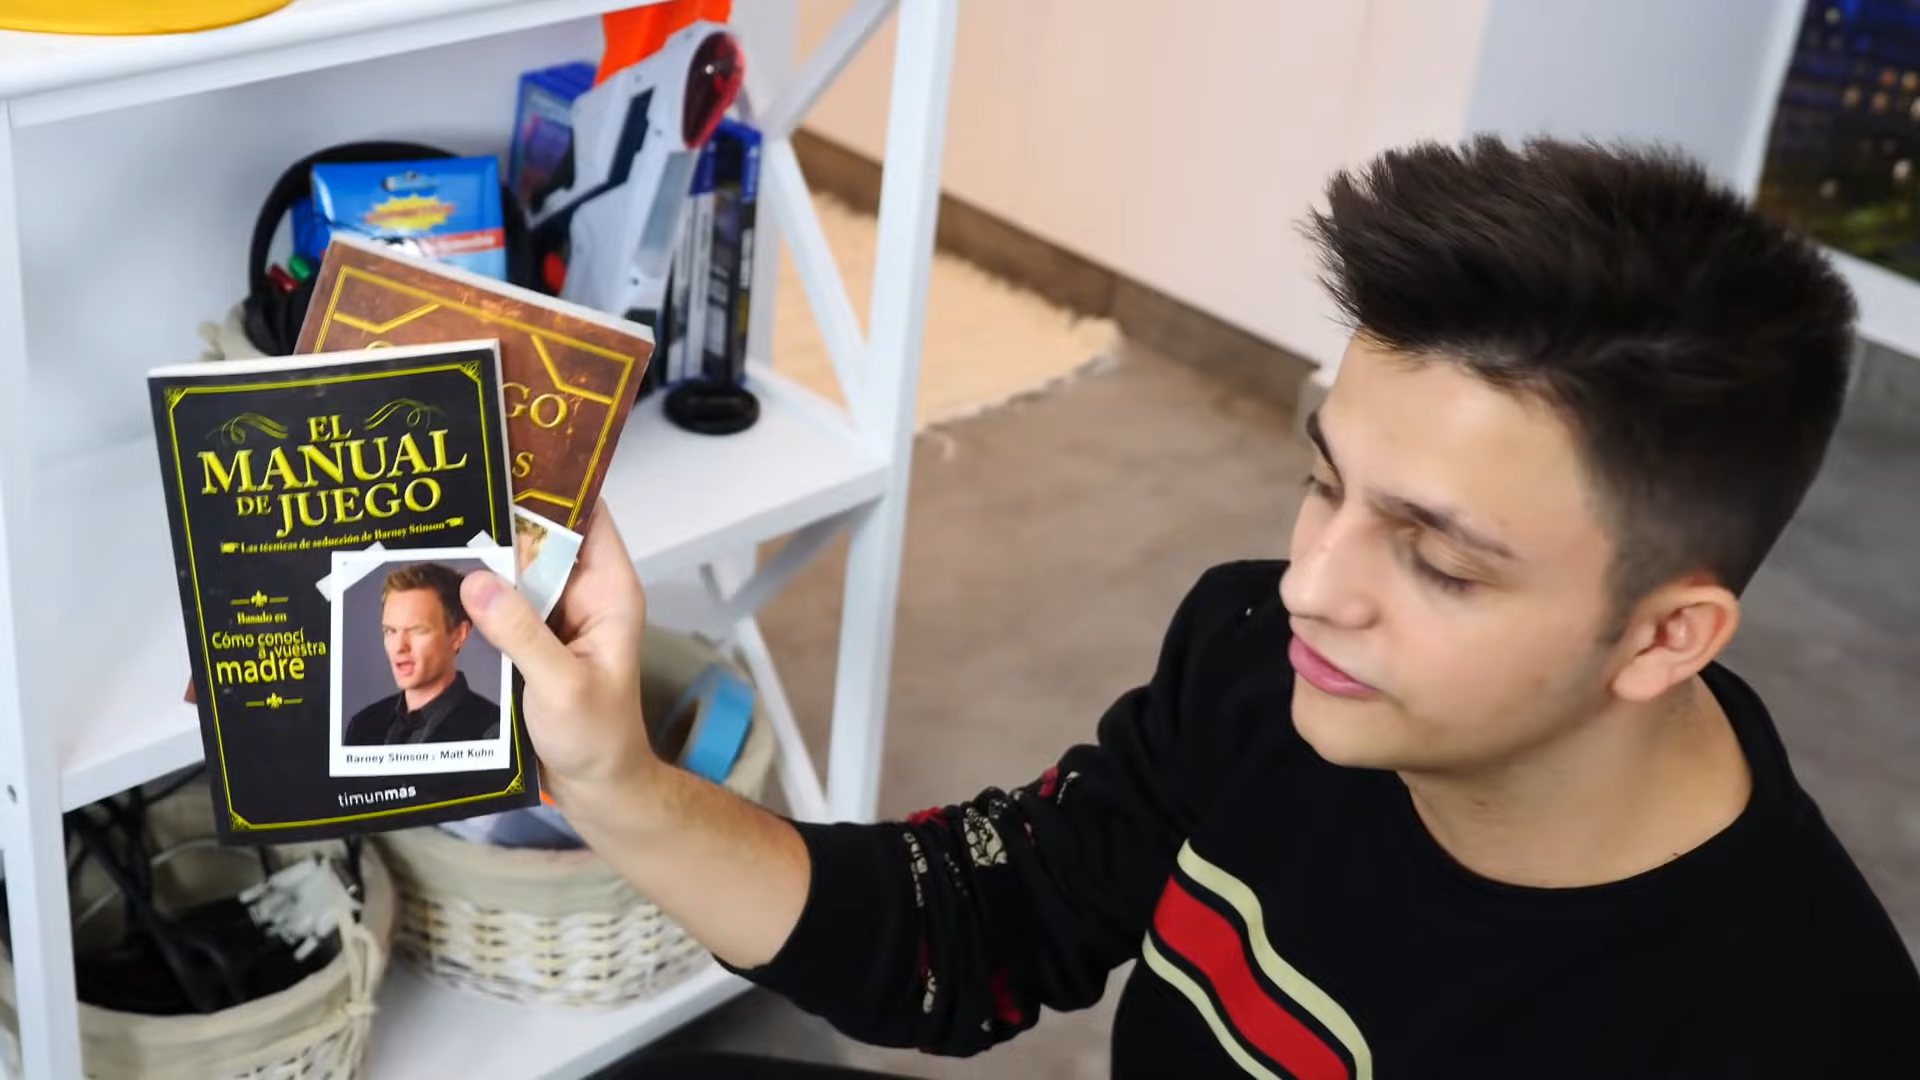 EL
MANUAL
DE JUEGO
Las técnicas de seducción de Barney Stinson
Basado en
Cómo conocí
a vuestra
madre
Barney Stinson y Matt Kuhn
timunmas
GO
S